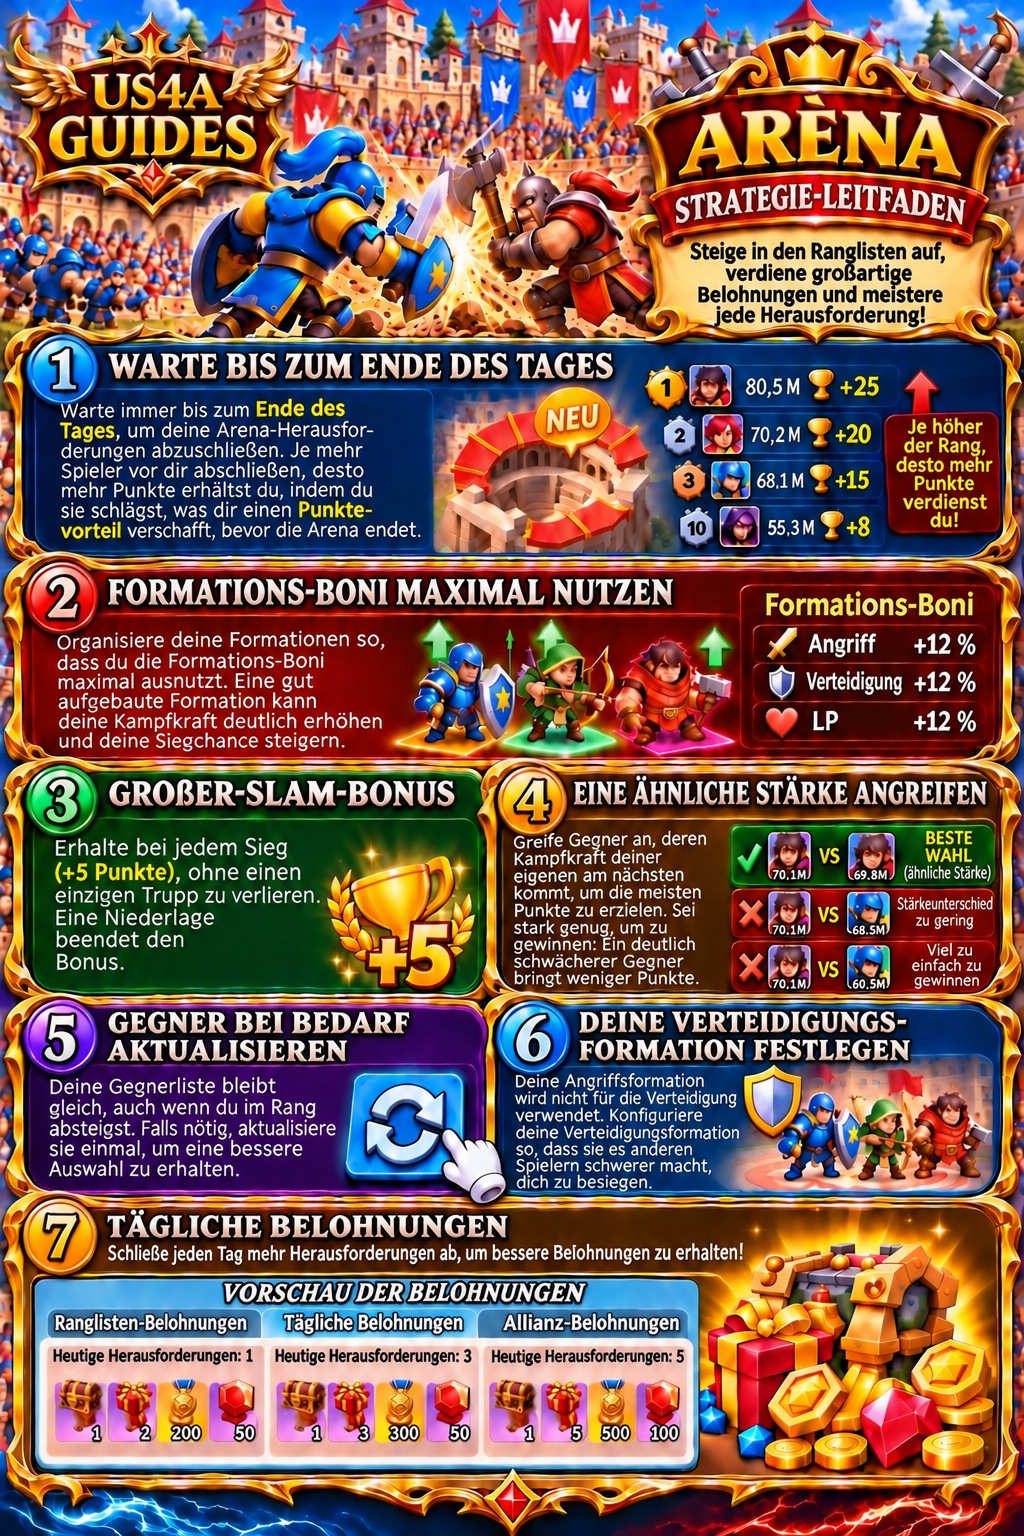 US4A
GUIDES
ARÈNA
STRATEGIE-LEITFADEN
Steige in den Ranglisten auf,
verdiene großartige
Belohnungen und meistere
jede Herausforderung!
1
WARTE BIS ZUM ENDE DES TAGES
Warte immer bis zum Ende des
Tages, um deine Arena-Herausfor-
derungen abzuschließen. Je mehr
Spieler vor dir abschließen, desto
mehr Punkte erhältst du, indem du
sie schlägst, was dir einen Punkte-
vorteil verschafft, bevor die Arena endet.
NEU
1 80,5 M +25
2 70,2 M +20
3 68,1 M +15
10 55,3 M +8
Je höher
der Rang,
desto mehr
Punkte
verdienst
du!
2
FORMATIONS-BONI MAXIMAL NUTZEN
Organisiere deine Formationen so,
dass du die Formations-Boni
maximal ausnutzt. Eine gut
aufgebaute Formation kann
deine Kampfkraft deutlich erhöhen
und deine Siegchance steigern.
Formations-Boni
Angriff +12 %
Verteidigung +12 %
LP +12 %
3
GROßER-SLAM-BONUS
Erhalte bei jedem Sieg
(+5 Punkte), ohne einen
einzigen Trupp zu verlieren.
Eine Niederlage
beendet den
Bonus.
+5
4
EINE ÄHNLICHE STÄRKE ANGREIFEN
Greife Gegner an, deren
Kampfkraft deiner
eigenen am nächsten
kommt, um die meisten
Punkte zu erzielen. Sei
stark genug, um zu
gewinnen: Ein deutlich
schwächerer Gegner
bringt weniger Punkte.
70,1M VS 69.8M
BESTE
WAHL
(ähnliche Stärke)
70,1M VS 68.5M
Stärkeunterschied
zu gering
70,1M VS 60,5M
Viel zu
einfach zu
gewinnen
5
GEGNER BEI BEDARF
AKTUALISIEREN
Deine Gegnerliste bleibt
gleich, auch wenn du im Rang
absteigst. Falls nötig, aktualisiere
sie einmal, um eine bessere
Auswahl zu erhalten.
6
DEINE VERTEIDIGUNGS-
FORMATION FESTLEGEN
Deine Angriffsformation
wird nicht für die Verteidigung
verwendet. Konfiguriere
deine Verteidigungsformation
so, dass sie es anderen
Spielern schwerer macht,
dich zu besiegen.
7
TÄGLICHE BELOHNUNGEN
Schließe jeden Tag mehr Herausforderungen ab, um bessere Belohnungen zu erhalten!
VORSCHAU DER BELOHNUNGEN
Ranglisten-Belohnungen
Heutige Herausforderungen: 1
1 2 200 50
Tägliche Belohnungen
Heutige Herausforderungen: 3
1 3 300 50
Allianz-Belohnungen
Heutige Herausforderungen: 5
1 5 500 100